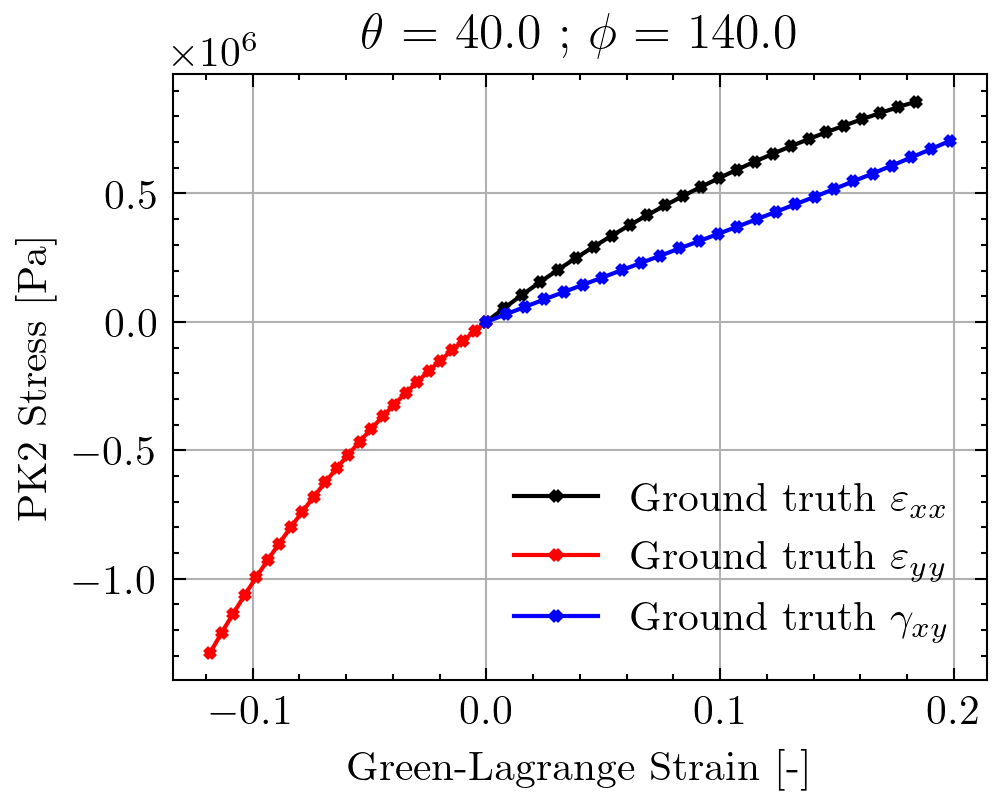 θ = 40.0 ; ϕ = 140.0
×10⁶
0.5
0.0
−0.5
−1.0
PK2 Stress [Pa]
Ground truth ε_xx
Ground truth ε_yy
Ground truth γ_xy
−0.1 0.0 0.1 0.2
Green-Lagrange Strain [-]